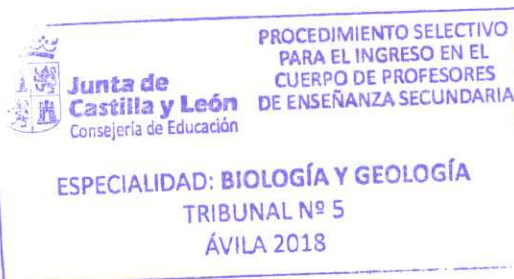 PROCEDIMIENTO SELECTIVO
PARA EL INGRESO EN EL
CUERPO DE PROFESORES
DE ENSEÑANZA SECUNDARIA
Junta de
Castilla y León
Consejería de Educación
ESPECIALIDAD: BIOLOGÍA Y GEOLOGÍA
TRIBUNAL Nº 5
ÁVILA 2018